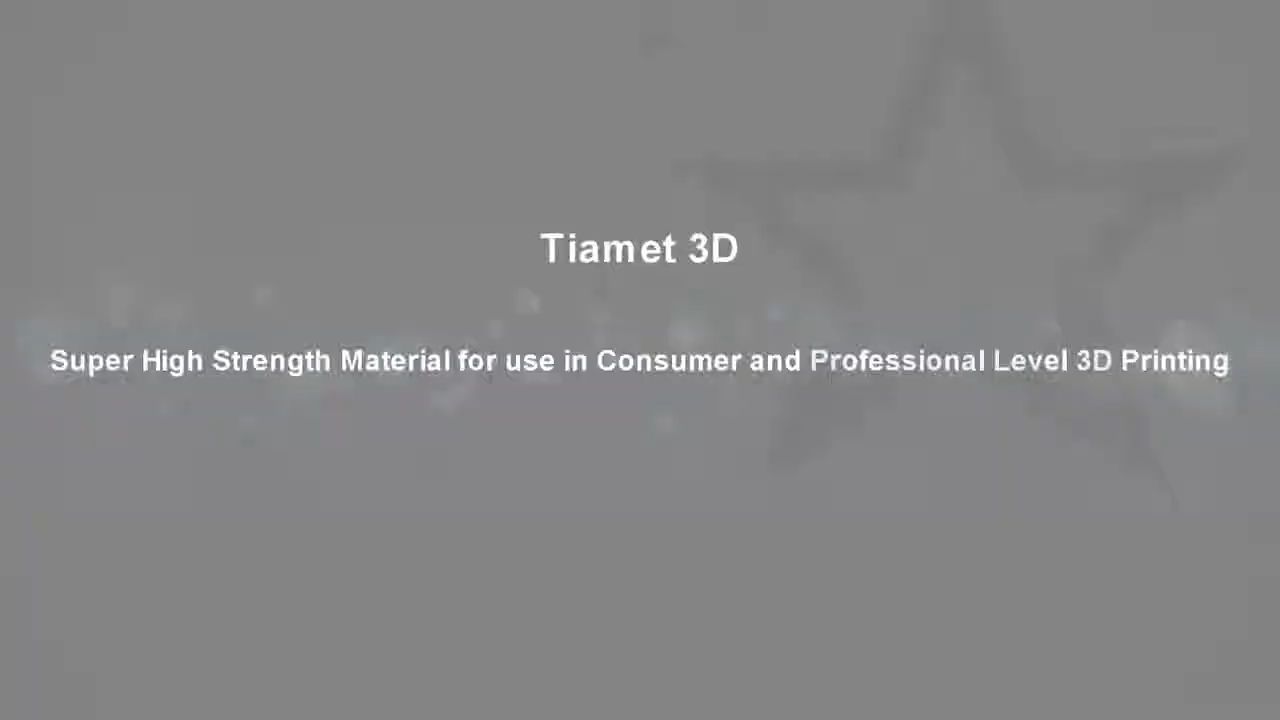 Tiamet 3D
Super High Strength Material for use in Consumer and Professional Level 3D Printing